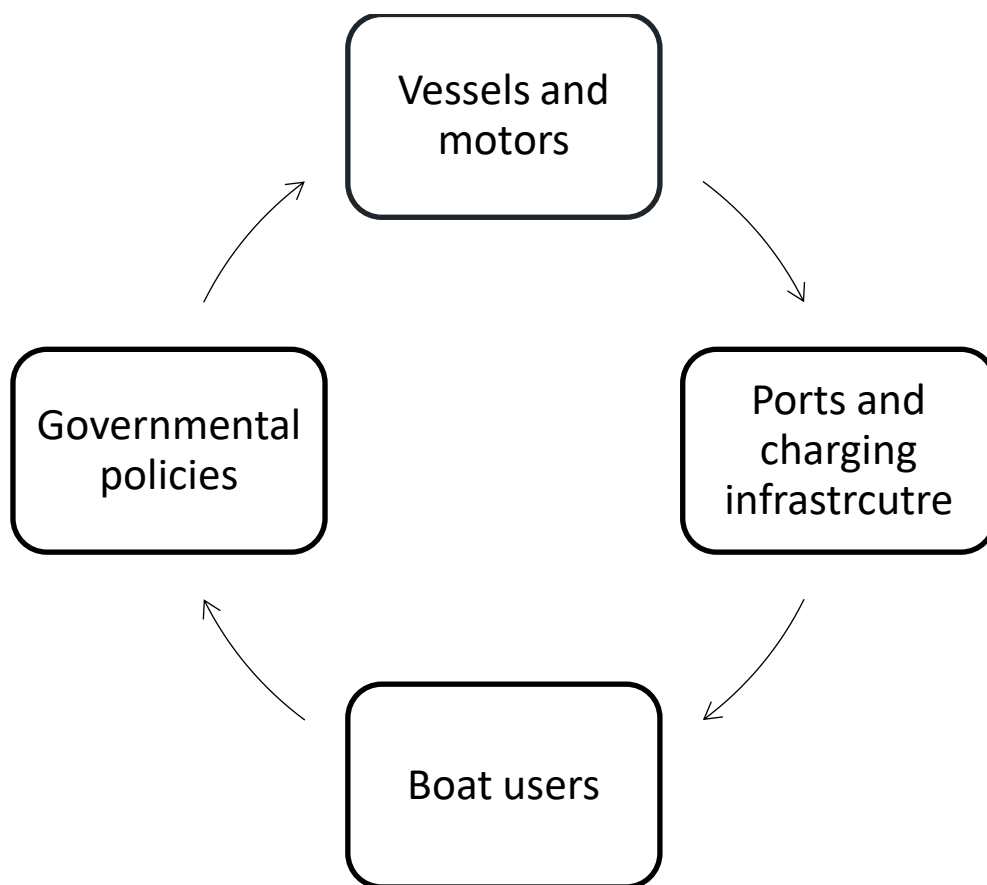 Vessels and
motors
Ports and
charging
infrastrcutre
Boat users
Governmental
policies